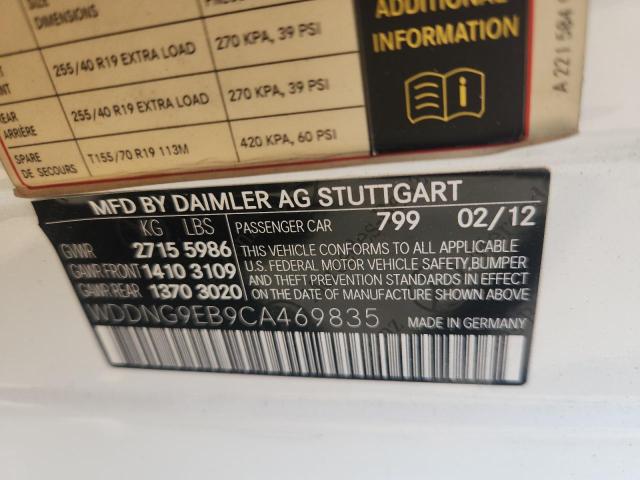 SIZE
DIMENSIONS
ADDITIONAL
INFORMATION
255/40 R19 EXTRA LOAD 270 KPA, 39 PSI
REAR
ARRIÈRE 255/40 R19 EXTRA LOAD 270 KPA, 39 PSI
SPARE
DE SECOURS T155/70 R19 113M 420 KPA, 60 PSI
A 221 584
MFD BY DAIMLER AG STUTTGART
KG LBS PASSENGER CAR 799 02/12
GVWR 2715 5986
GAWR FRONT 1410 3109
GAWR REAR 1370 3020
THIS VEHICLE CONFORMS TO ALL APPLICABLE
U.S. FEDERAL MOTOR VEHICLE SAFETY, BUMPER
AND THEFT PREVENTION STANDARDS IN EFFECT
ON DATE OF MANUFACTURE SHOWN ABOVE
WDDNG9EB9CA469835 MADE IN GERMANY